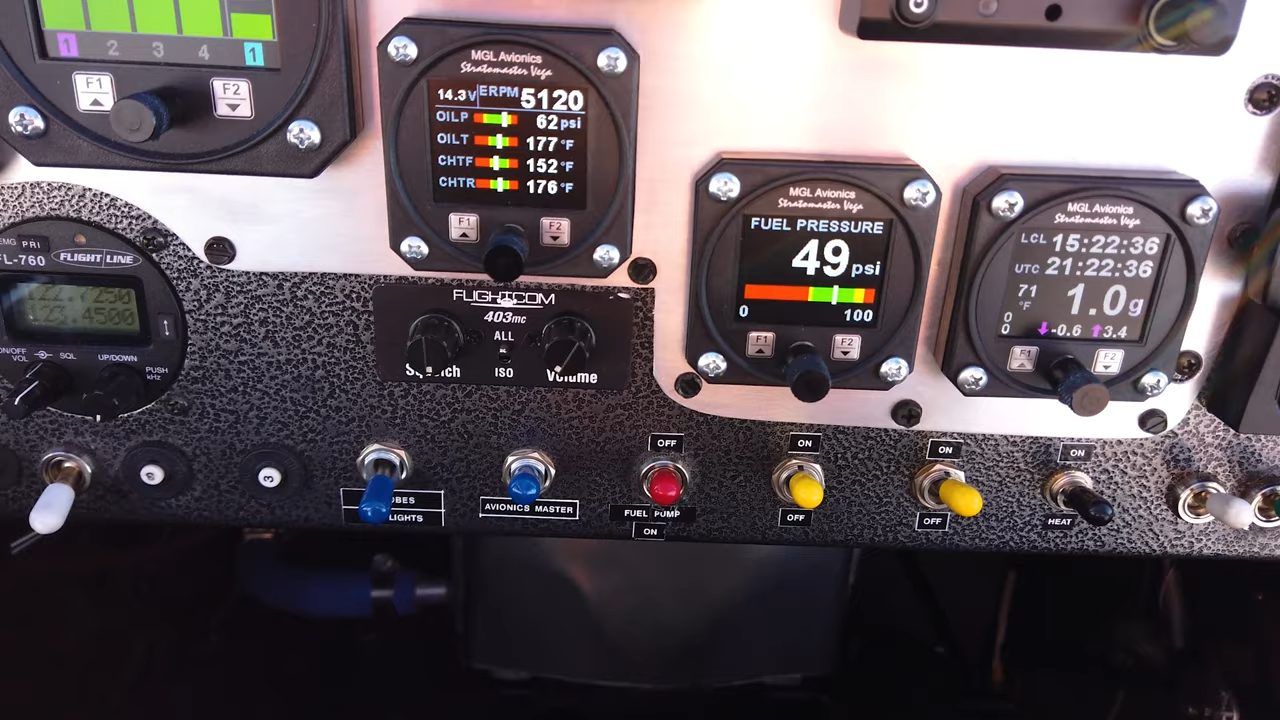 1 2 3 4 1
F1 F2
MGL Avionics
Stratomaster Vega
14.3V ERPM 5120
OILP 62 psi
OILT 177 °F
CHTF 152 °F
CHTR 176 °F
F1 F2
MGL Avionics
Stratomaster Vega
FUEL PRESSURE
49 psi
0 100
F1 F2
MGL Avionics
Stratomaster Vega
LCL 15:22:36
UTC 21:22:36
71 °F 1.0g
0
0 -0.6 3.4
F1 F2
EMG PRI
FL-760 FLIGHT LINE
123.4500
ON/OFF
VOL SQL UP/DOWN
PUSH
kHz
FLIGHTCOM
403mc
ALL
ISO
Squelch Volume
3
LIGHTS
AVIONICS MASTER
OFF
FUEL PUMP
ON
ON
OFF
ON
OFF
ON
HEAT